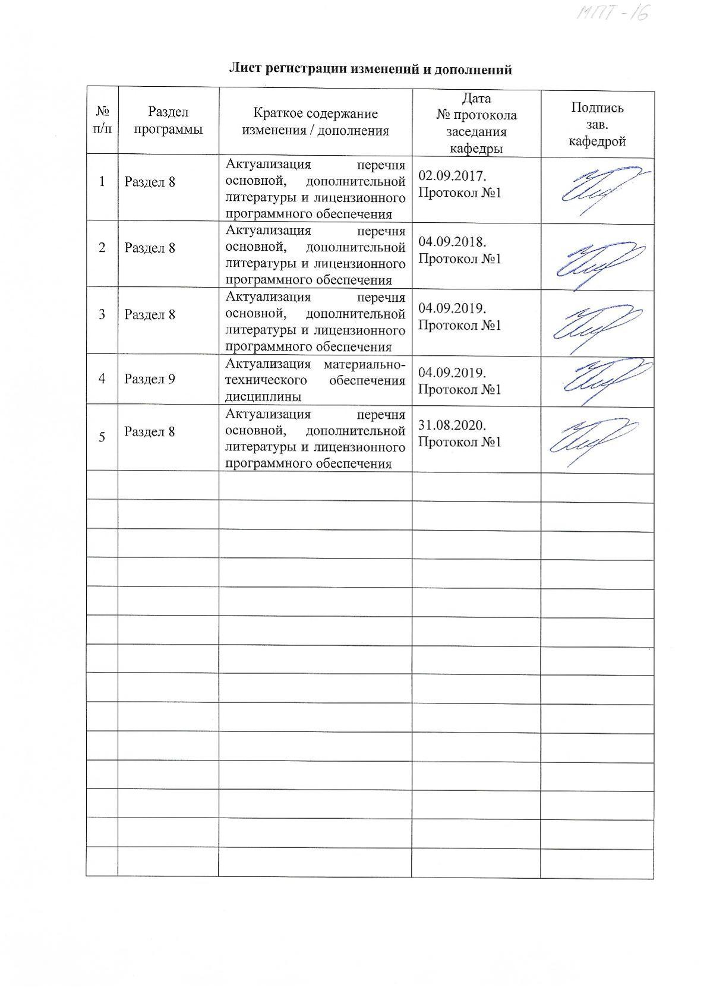 МПТ-16
Лист регистрации изменений и дополнений
№
п/п
Раздел
программы
Краткое содержание
изменения / дополнения
Дата
№ протокола
заседания
кафедры
Подпись
зав.
кафедрой
1
Раздел 8
Актуализация перечня
основной, дополнительной
литературы и лицензионного
программного обеспечения
02.09.2017.
Протокол №1
2
Раздел 8
Актуализация перечня
основной, дополнительной
литературы и лицензионного
программного обеспечения
04.09.2018.
Протокол №1
3
Раздел 8
Актуализация перечня
основной, дополнительной
литературы и лицензионного
программного обеспечения
04.09.2019.
Протокол №1
4
Раздел 9
Актуализация материально-
технического обеспечения
дисциплины
04.09.2019.
Протокол №1
5
Раздел 8
Актуализация перечня
основной, дополнительной
литературы и лицензионного
программного обеспечения
31.08.2020.
Протокол №1